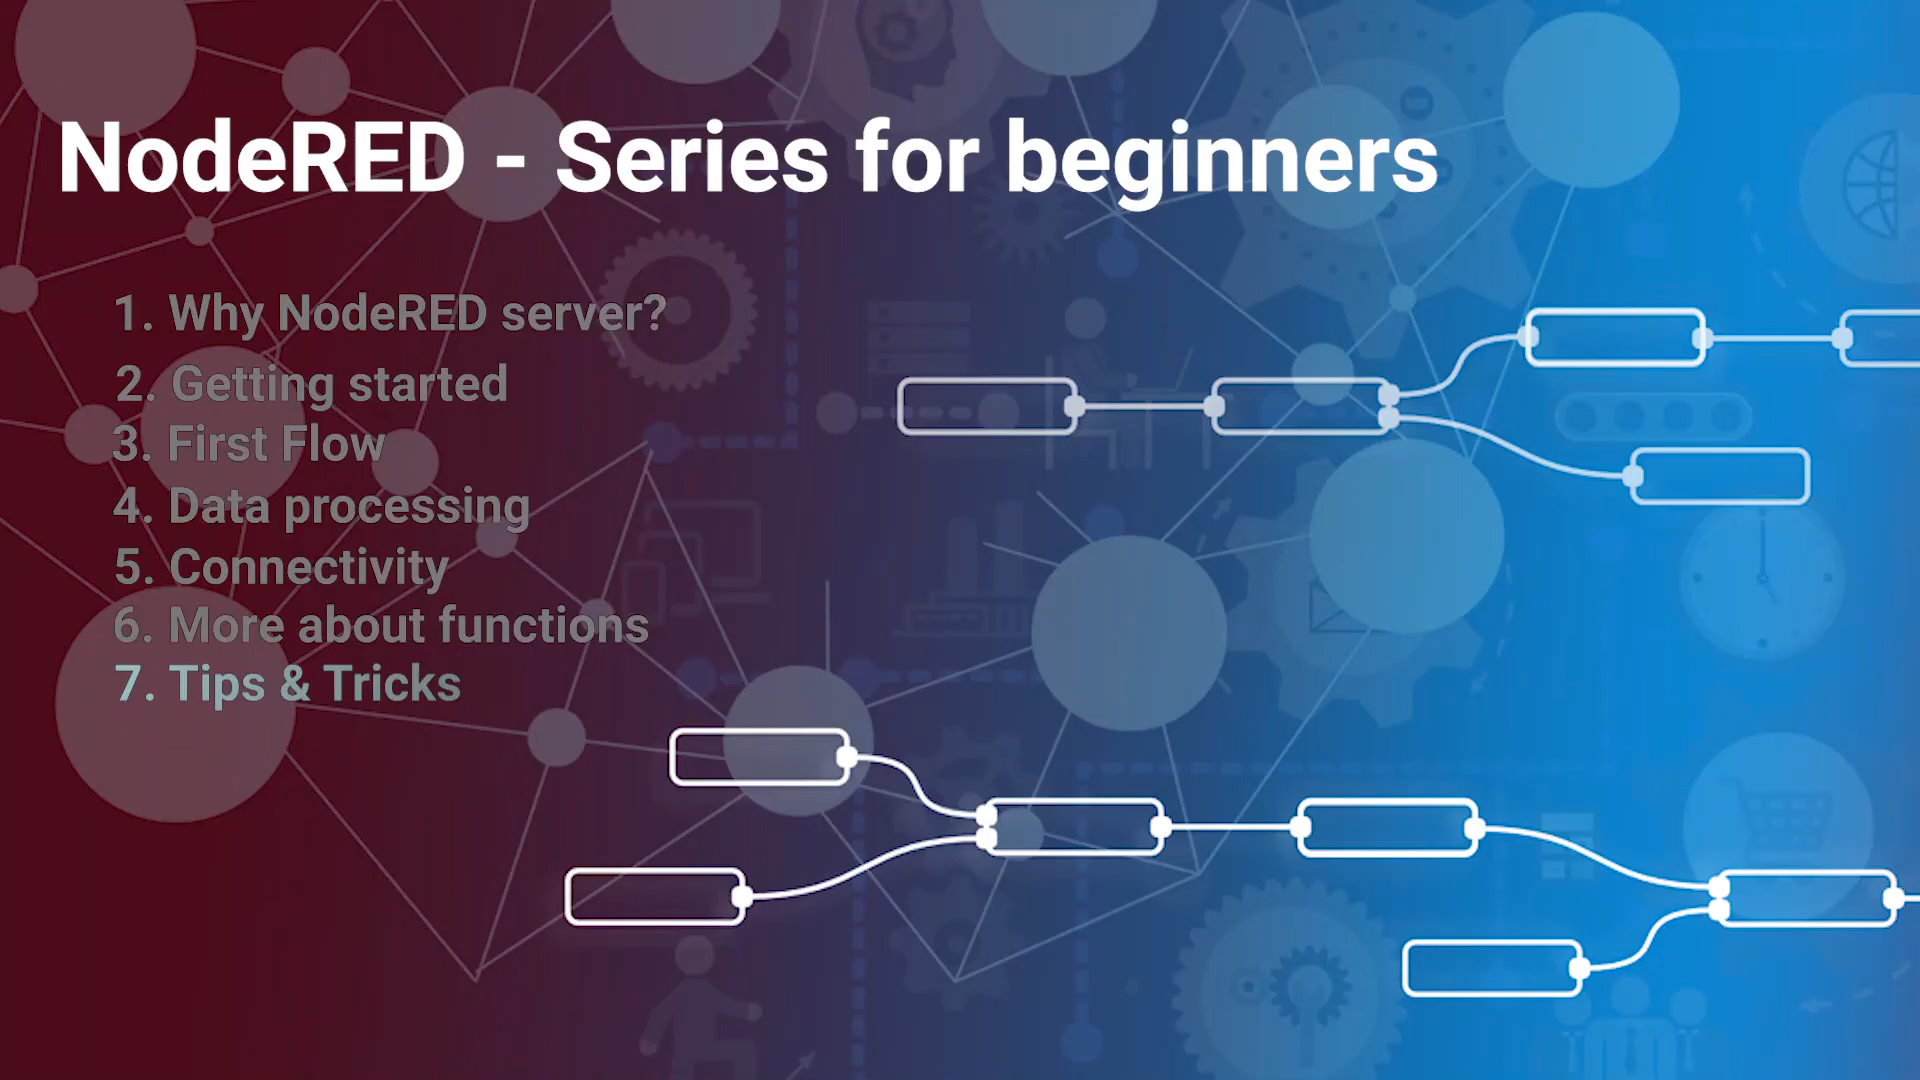 NodeRED - Series for beginners
1. Why NodeRED server?
2. Getting started
3. First Flow
4. Data processing
5. Connectivity
6. More about functions
7. Tips & Tricks